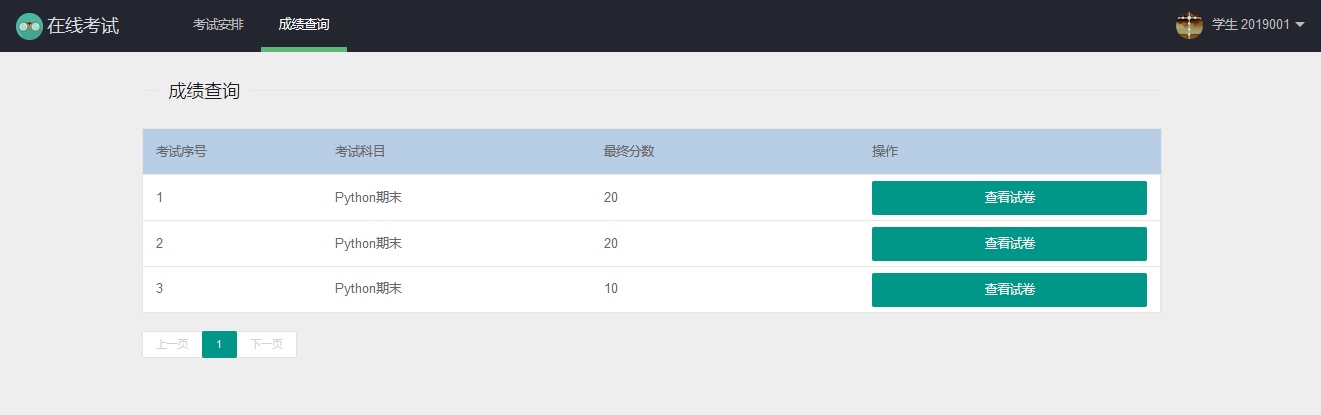 在线考试 考试安排 成绩查询 学生 2019001
成绩查询
考试序号 考试科目 最终分数 操作
1 Python期末 20 查看试卷
2 Python期末 20 查看试卷
3 Python期末 10 查看试卷
上一页 1 下一页